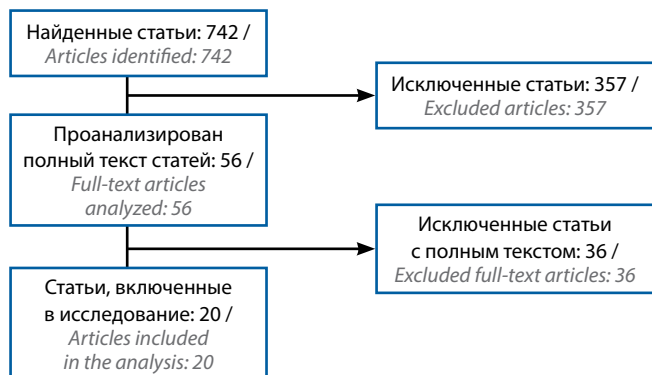 Найденные статьи: 742 /
Articles identified: 742
Исключенные статьи: 357 /
Excluded articles: 357
Проанализирован
полный текст статей: 56 /
Full-text articles
analyzed: 56
Исключенные статьи
с полным текстом: 36 /
Excluded full-text articles: 36
Статьи, включенные
в исследование: 20 /
Articles included
in the analysis: 20